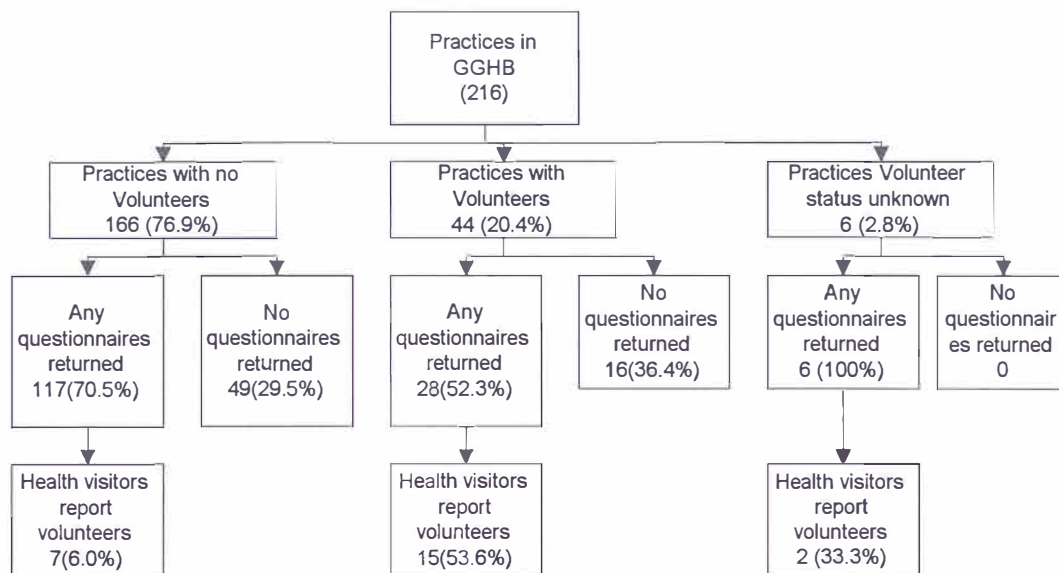 Practices in
GGHB
(216)
Practices with no
Volunteers
166 (76.9%)
Practices with
Volunteers
44 (20.4%)
Practices Volunteer
status unknown
6 (2.8%)
Any
questionnaires
returned
117(70.5%)
No
questionnaires
returned
49(29.5%)
Any
questionnaires
returned
28(52.3%)
No
questionnaires
returned
16(36.4%)
Any
questionnaires
returned
6 (100%)
No
questionnair
es returned
0
Health visitors
report
volunteers
7(6.0%)
Health visitors
report
volunteers
15(53.6%)
Health visitors
report
volunteers
2 (33.3%)